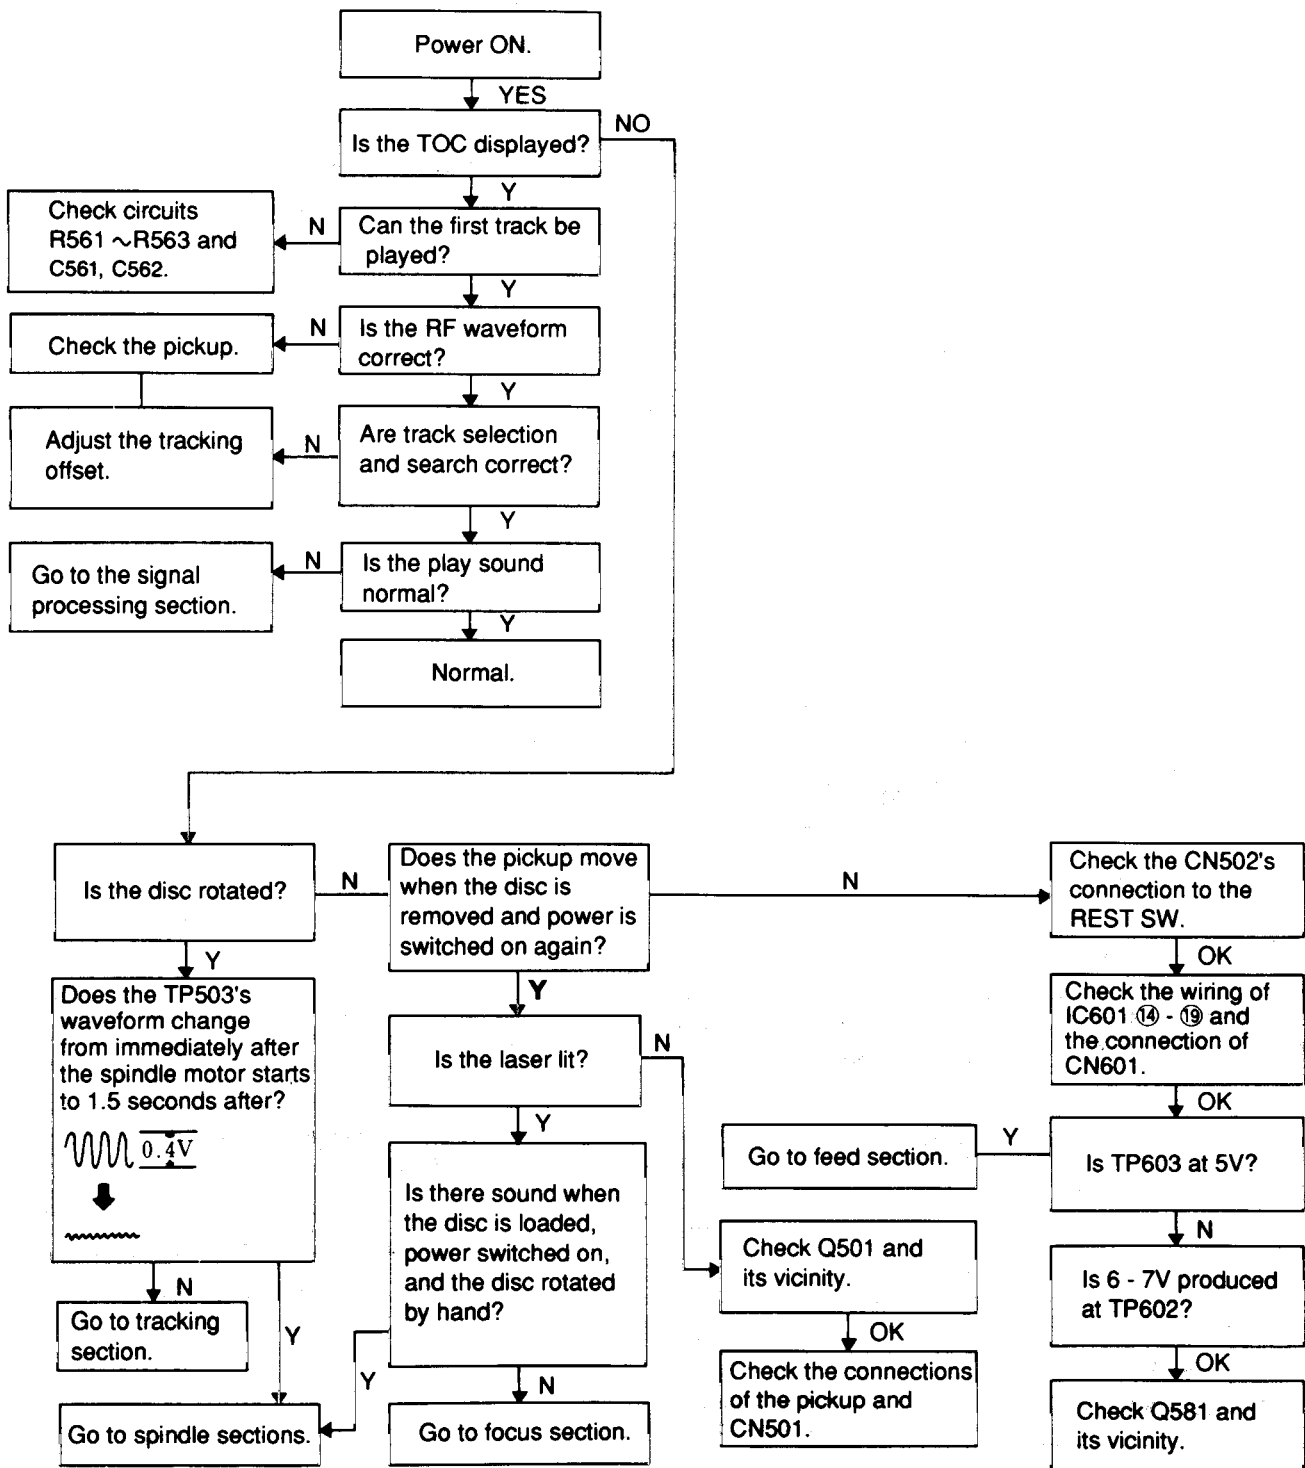 Power ON.
YES
Is the TOC displayed?
NO
Y
Check circuits
R561 ~R563 and
C561, C562.
N
Can the first track be
played?
Y
Check the pickup.
N
Is the RF waveform
correct?
Y
Adjust the tracking
offset.
N
Are track selection
and search correct?
Y
Go to the signal
processing section.
N
Is the play sound
normal?
Y
Normal.
Is the disc rotated?
N
Does the pickup move
when the disc is
removed and power is
switched on again?
N
Check the CN502's
connection to the
REST SW.
Y
Y
OK
Does the TP503's
waveform change
from immediately after
the spindle motor starts
to 1.5 seconds after?
0.4V
Is the laser lit?
N
Check the wiring of
IC601 ⑭ - ⑲ and
the connection of
CN601.
Y
OK
Is there sound when
the disc is loaded,
power switched on,
and the disc rotated
by hand?
Go to feed section.
Y
Is TP603 at 5V?
N
Check Q501 and
its vicinity.
OK
Is 6 - 7V produced
at TP602?
OK
N
Go to tracking
section.
Y
Y
N
Check the connections
of the pickup and
CN501.
Check Q581 and
its vicinity.
Go to spindle sections.
Go to focus section.